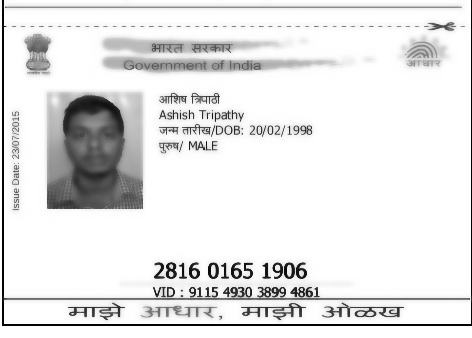 भारत सरकार
Government of India
आधार
आशिष त्रिपाठी
Ashish Tripathy
जन्म तारीख/DOB: 20/02/1998
पुरुष/ MALE
Issue Date: 23/07/2015
2816 0165 1906
VID : 9115 4930 3899 4861
माझे आधार, माझी ओळख